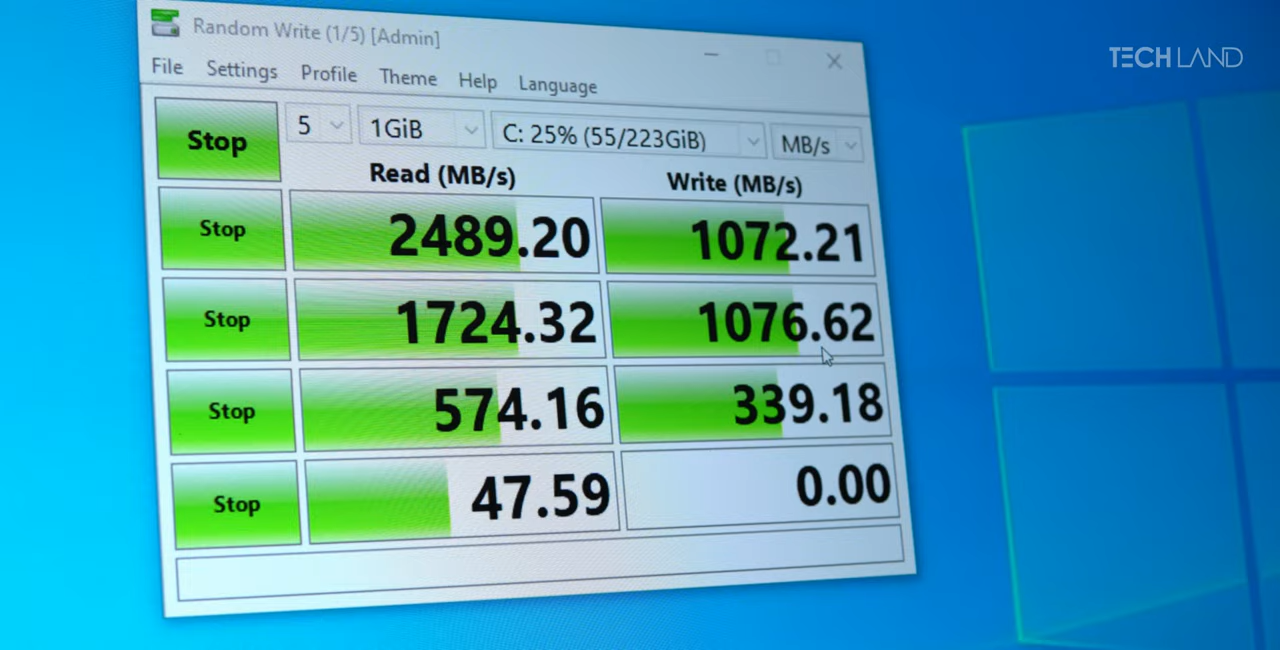 Random Write (1/5) [Admin]
TECHLAND
File Settings Profile Theme Help Language
Stop 5 1GiB C: 25% (55/223GiB) MB/s
Read (MB/s) Write (MB/s)
Stop 2489.20 1072.21
Stop 1724.32 1076.62
Stop 574.16 339.18
Stop 47.59 0.00